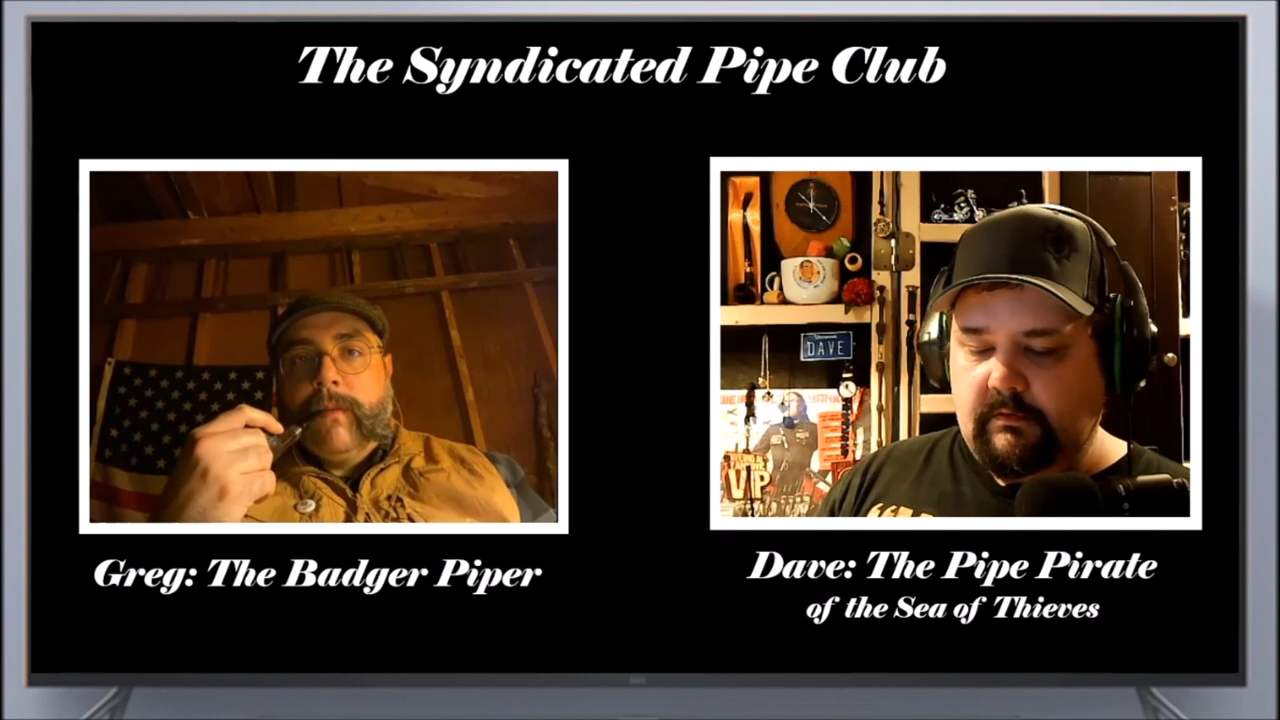 The Syndicated Pipe Club
DAVE
VIP
Greg: The Badger Piper
Dave: The Pipe Pirate
of the Sea of Thieves